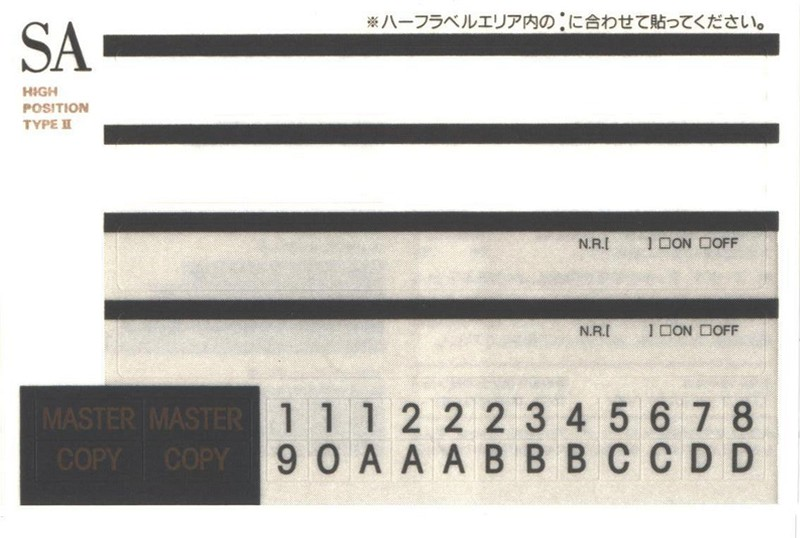 ※ハーフラベルエリア内の:に合わせて貼ってください。
SA
HIGH
POSITION
TYPE II
N.R.[ ] □ON □OFF
N.R.[ ] □ON □OFF
MASTER MASTER
COPY COPY
1 1 1 2 2 2 3 4 5 6 7 8
9 0 A A A B B B C C D D